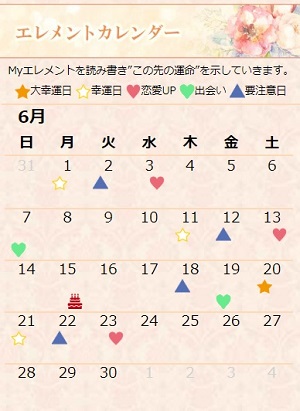 エレメントカレンダー
Myエレメントを読み書き"この先の運命"を示していきます。
大幸運日 幸運日 恋愛UP 出会い 要注意日
6月
日 月 火 水 木 金 土
31 1 2 3 4 5 6
7 8 9 10 11 12 13
14 15 16 17 18 19 20
21 22 23 24 25 26 27
28 29 30 1 2 3 4